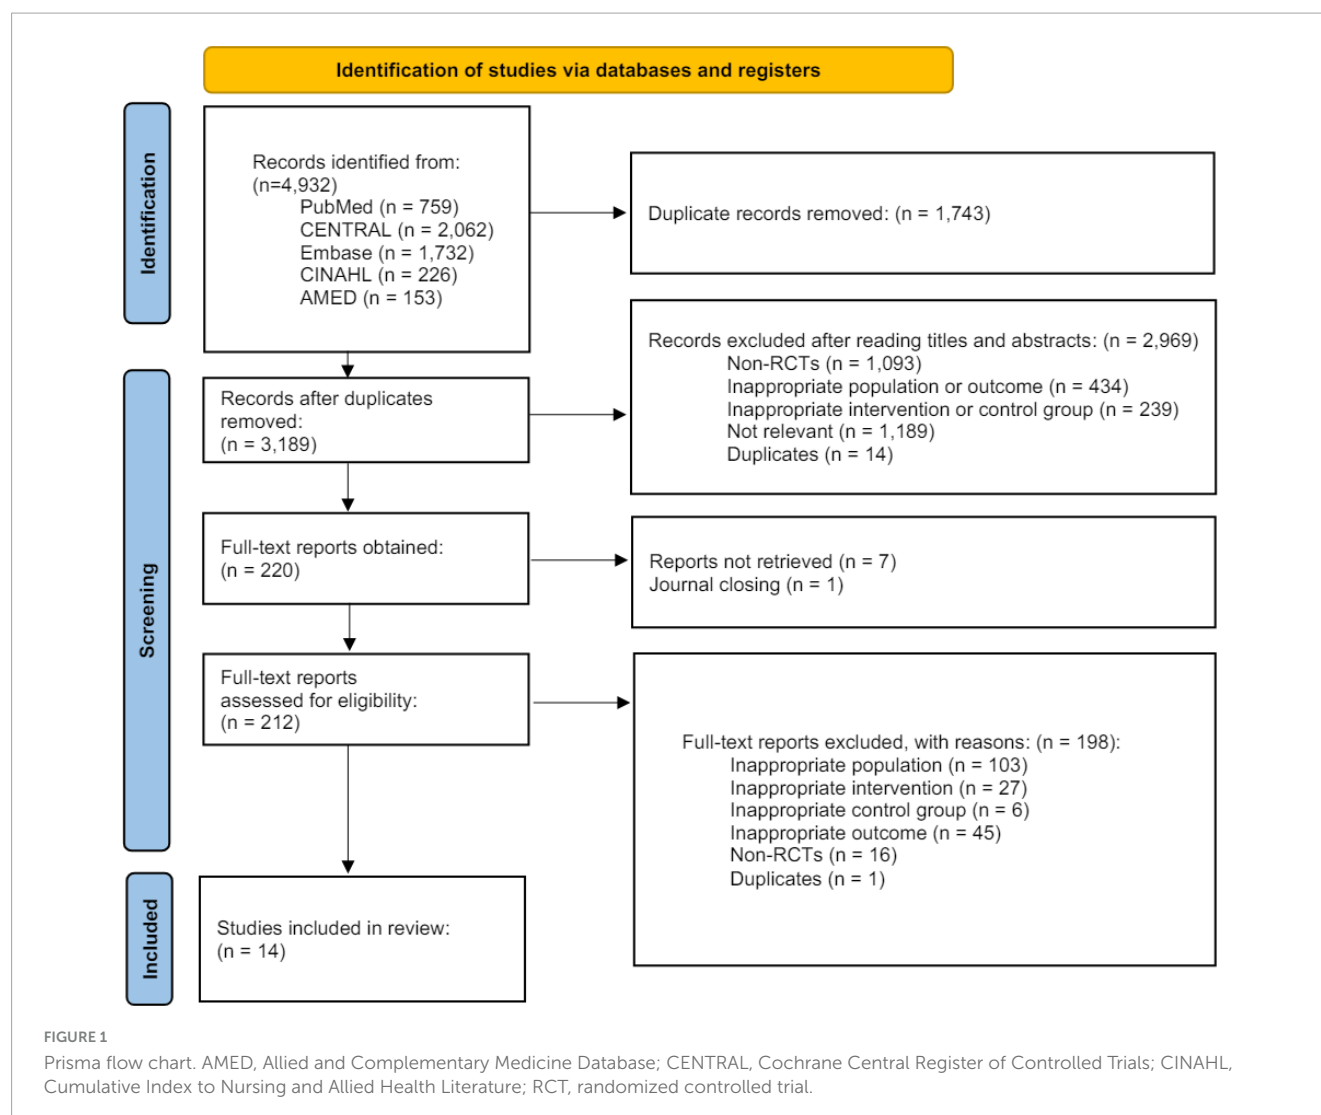 Identification of studies via databases and registers
Identification
Records identified from:
(n=4,932)
PubMed (n = 759)
CENTRAL (n = 2,062)
Embase (n = 1,732)
CINAHL (n = 226)
AMED (n = 153)
Duplicate records removed: (n = 1,743)
Screening
Records after duplicates
removed:
(n = 3,189)
Records excluded after reading titles and abstracts: (n = 2,969)
Non-RCTs (n = 1,093)
Inappropriate population or outcome (n = 434)
Inappropriate intervention or control group (n = 239)
Not relevant (n = 1,189)
Duplicates (n = 14)
Full-text reports obtained:
(n = 220)
Reports not retrieved (n = 7)
Journal closing (n = 1)
Full-text reports
assessed for eligibility:
(n = 212)
Full-text reports excluded, with reasons: (n = 198):
Inappropriate population (n = 103)
Inappropriate intervention (n = 27)
Inappropriate control group (n = 6)
Inappropriate outcome (n = 45)
Non-RCTs (n = 16)
Duplicates (n = 1)
Included
Studies included in review:
(n = 14)
FIGURE 1
Prisma flow chart. AMED, Allied and Complementary Medicine Database; CENTRAL, Cochrane Central Register of Controlled Trials; CINAHL,
Cumulative Index to Nursing and Allied Health Literature; RCT, randomized controlled trial.